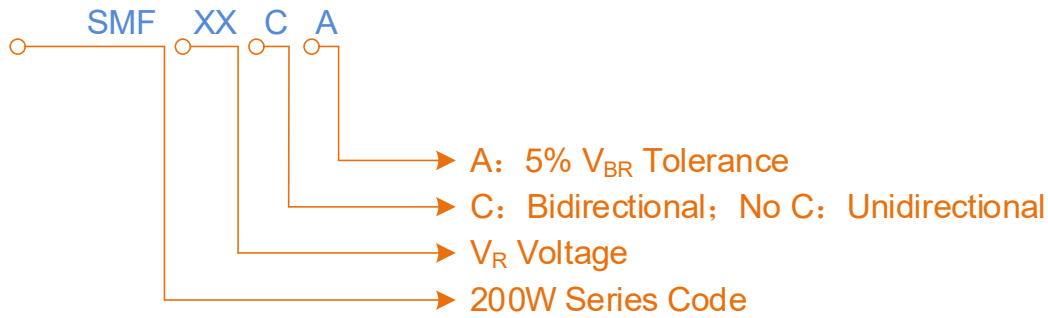 SMF XX C A
A：5% VBR Tolerance
C：Bidirectional；No C：Unidirectional
VR Voltage
200W Series Code